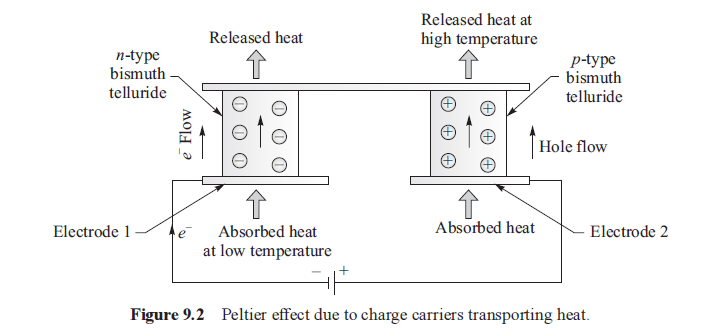 Released heat
Released heat at
high temperature
n-type
bismuth
telluride
p-type
bismuth
telluride
e⁻ Flow
Hole flow
Electrode 1
e⁻
Absorbed heat
at low temperature
Absorbed heat
Electrode 2
− +
Figure 9.2 Peltier effect due to charge carriers transporting heat.